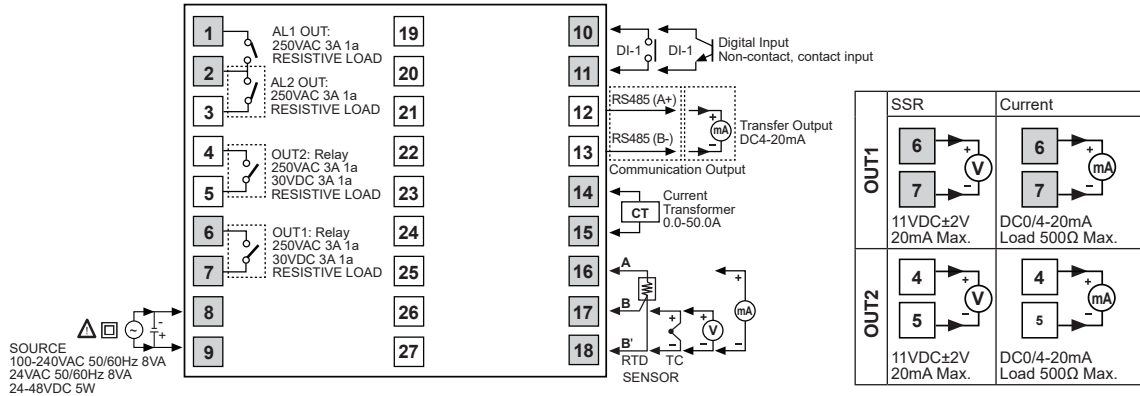 1
AL1 OUT:
250VAC 3A 1a
RESISTIVE LOAD
2
AL2 OUT:
250VAC 3A 1a
RESISTIVE LOAD
3
4
OUT2: Relay
250VAC 3A 1a
30VDC 3A 1a
RESISTIVE LOAD
5
6
OUT1: Relay
250VAC 3A 1a
30VDC 3A 1a
RESISTIVE LOAD
7
8
9
- +
~
!
SOURCE
100-240VAC 50/60Hz 8VA
24VAC 50/60Hz 8VA
24-48VDC 5W
19
20
21
22
23
24
25
26
27
10
11
DI-1
DI-1
Digital Input
Non-contact, contact input
12
RS485 (A+)
13
RS485 (B-)
+
mA
-
Transfer Output
DC4-20mA
Communication Output
14
15
CT
Current
Transformer
0.0-50.0A
16
17
18
A
B
B'
RTD
+
-
TC
+
V
-
+
mA
-
SENSOR
SSR
Current
OUT1
6
7
+
V
-
11VDC±2V
20mA Max.
6
7
+
mA
-
DC0/4-20mA
Load 500Ω Max.
OUT2
4
5
+
V
-
11VDC±2V
20mA Max.
4
5
+
mA
-
DC0/4-20mA
Load 500Ω Max.